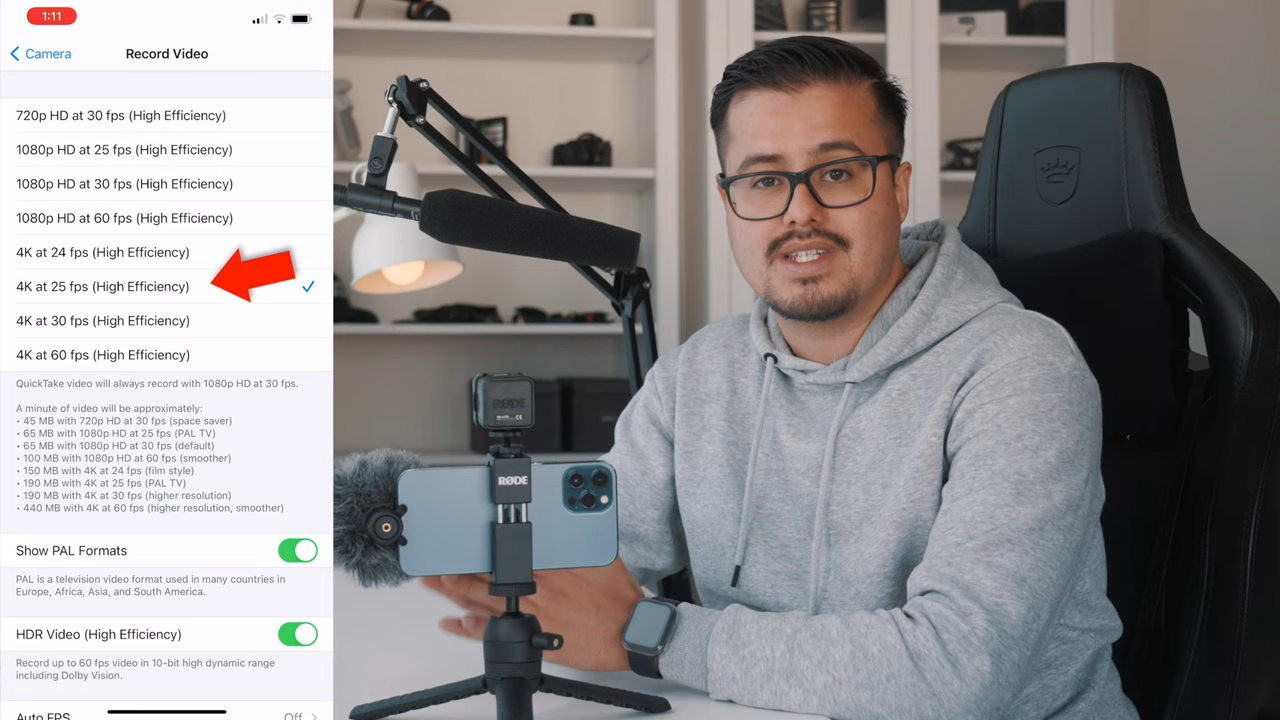 1:11
Camera
Record Video
720p HD at 30 fps (High Efficiency)
1080p HD at 25 fps (High Efficiency)
1080p HD at 30 fps (High Efficiency)
1080p HD at 60 fps (High Efficiency)
4K at 24 fps (High Efficiency)
4K at 25 fps (High Efficiency)
4K at 30 fps (High Efficiency)
4K at 60 fps (High Efficiency)
QuickTake video will always record with 1080p HD at 30 fps.
A minute of video will be approximately:
• 45 MB with 720p HD at 30 fps (space saver)
• 65 MB with 1080p HD at 25 fps (PAL TV)
• 65 MB with 1080p HD at 30 fps (default)
• 100 MB with 1080p HD at 60 fps (smoother)
• 150 MB with 4K at 24 fps (film style)
• 190 MB with 4K at 25 fps (PAL TV)
• 190 MB with 4K at 30 fps (higher resolution)
• 440 MB with 4K at 60 fps (higher resolution, smoother)
Show PAL Formats
PAL is a television video format used in many countries in
Europe, Africa, Asia, and South America.
HDR Video (High Efficiency)
Record up to 60 fps video in 10-bit high dynamic range
including Dolby Vision.
Auto FPS
Off
RØDE
RØDE